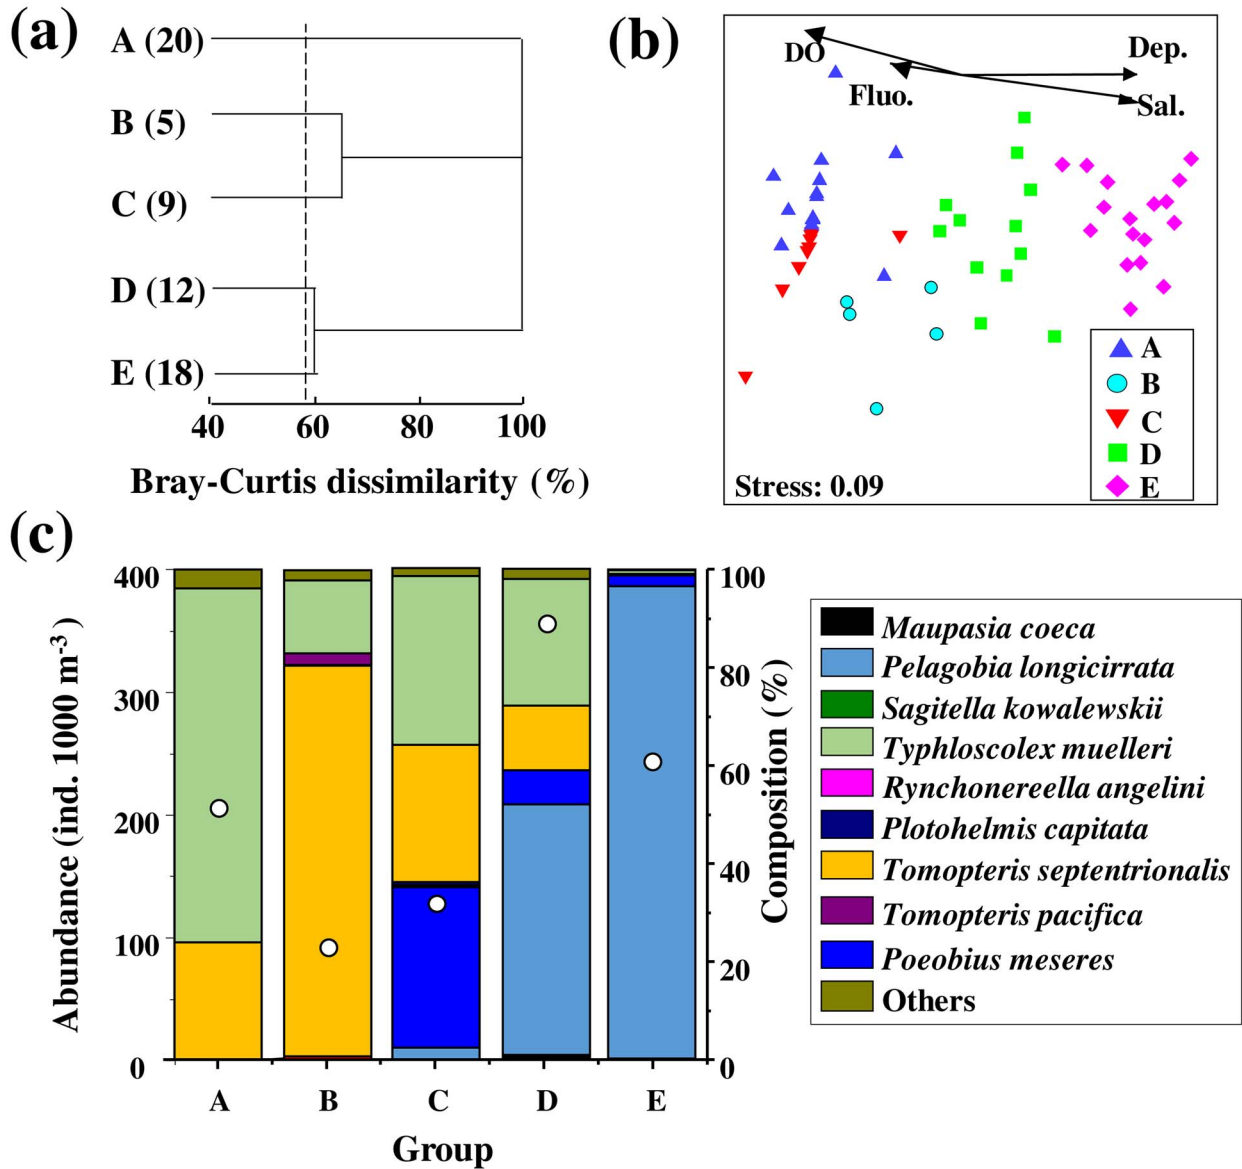 (a)
A (20)
B (5)
C (9)
D (12)
E (18)
40 60 80 100
Bray-Curtis dissimilarity (%)
(b)
DO
Fluo.
Dep.
Sal.
A
B
C
D
E
Stress: 0.09
(c)
Abundance (ind. 1000 m⁻³)
400
300
200
100
0
A B C D E
Group
100
80
60
40
20
0
Composition (%)
Maupasia coeca
Pelagobia longicirrata
Sagitella kowalewskii
Typhloscolex muelleri
Rynchonereella angelini
Plotohelmis capitata
Tomopteris septentrionalis
Tomopteris pacifica
Poeobius meseres
Others